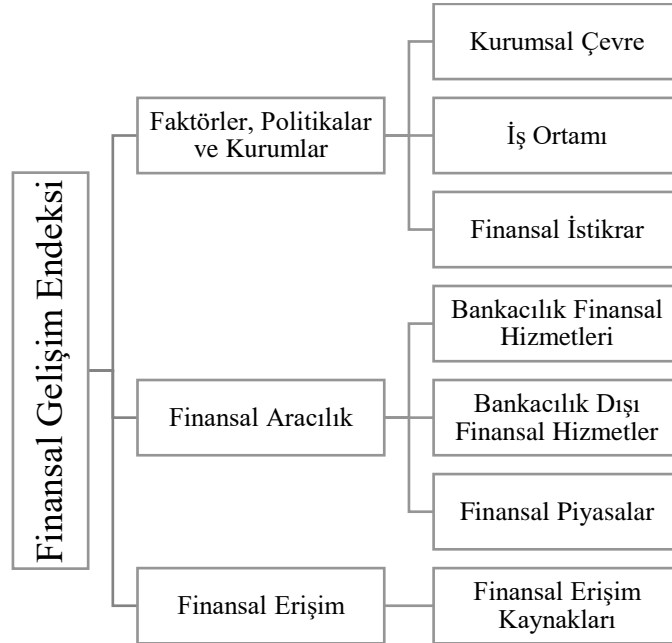 Finansal Gelişim Endeksi
Faktörler, Politikalar
ve Kurumlar
Kurumsal Çevre
İş Ortamı
Finansal İstikrar
Finansal Aracılık
Bankacılık Finansal
Hizmetleri
Bankacılık Dışı
Finansal Hizmetler
Finansal Piyasalar
Finansal Erişim
Finansal Erişim
Kaynakları